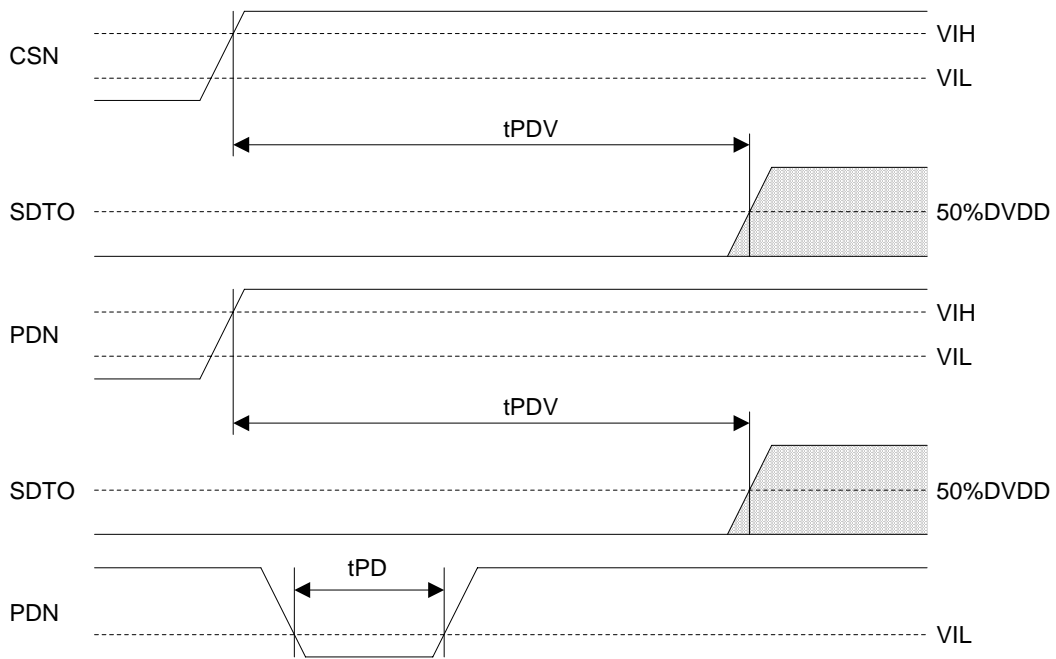 VIH
CSN
VIL
tPDV
SDTO
50%DVDD
VIH
PDN
VIL
tPDV
SDTO
50%DVDD
tPD
PDN
VIL